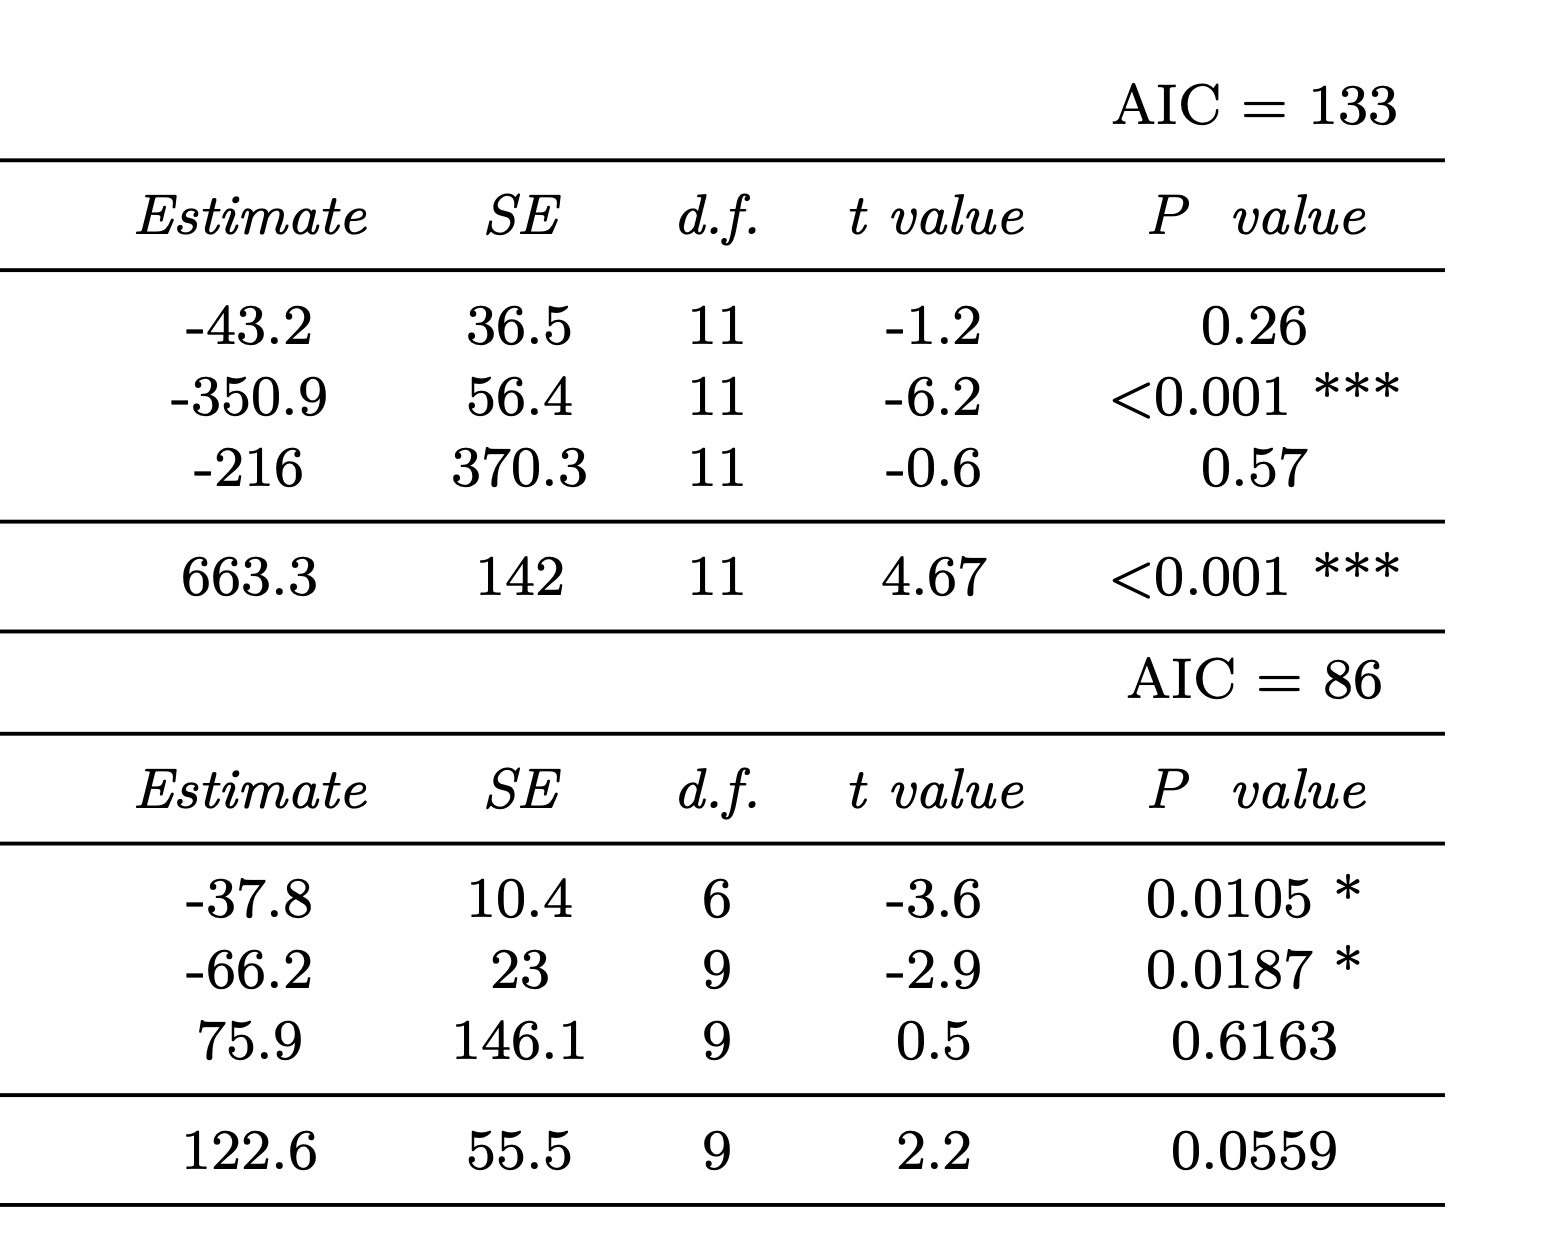 AIC = 133
Estimate SE d.f. t value P value
-43.2 36.5 11 -1.2 0.26
-350.9 56.4 11 -6.2 <0.001 ***
-216 370.3 11 -0.6 0.57
663.3 142 11 4.67 <0.001 ***
AIC = 86
Estimate SE d.f. t value P value
-37.8 10.4 6 -3.6 0.0105 *
-66.2 23 9 -2.9 0.0187 *
75.9 146.1 9 0.5 0.6163
122.6 55.5 9 2.2 0.0559